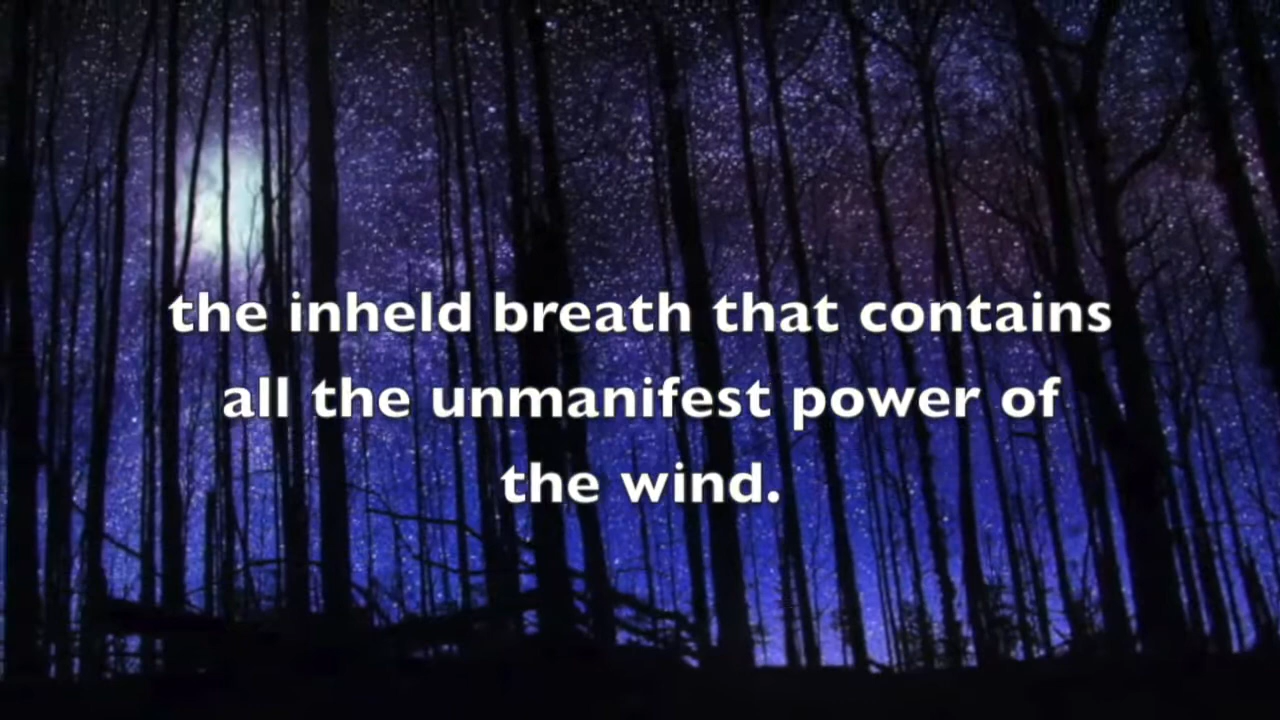 the inheld breath that contains
all the unmanifest power of
the wind.